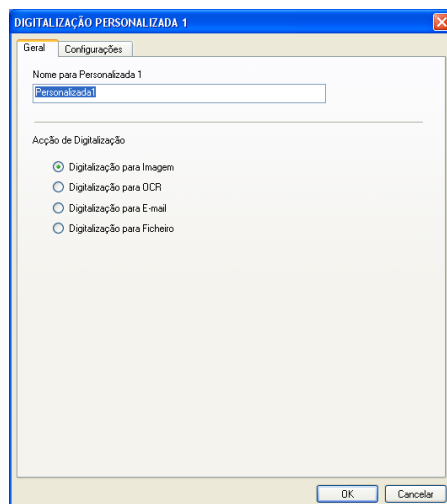 DIGITALIZAÇÃO PERSONALIZADA 1
Geral Configurações
Nome para Personalizada 1
Personalizada1
Acção de Digitalização
Digitalização para Imagem
Digitalização para OCR
Digitalização para E-mail
Digitalização para Ficheiro
OK Cancelar